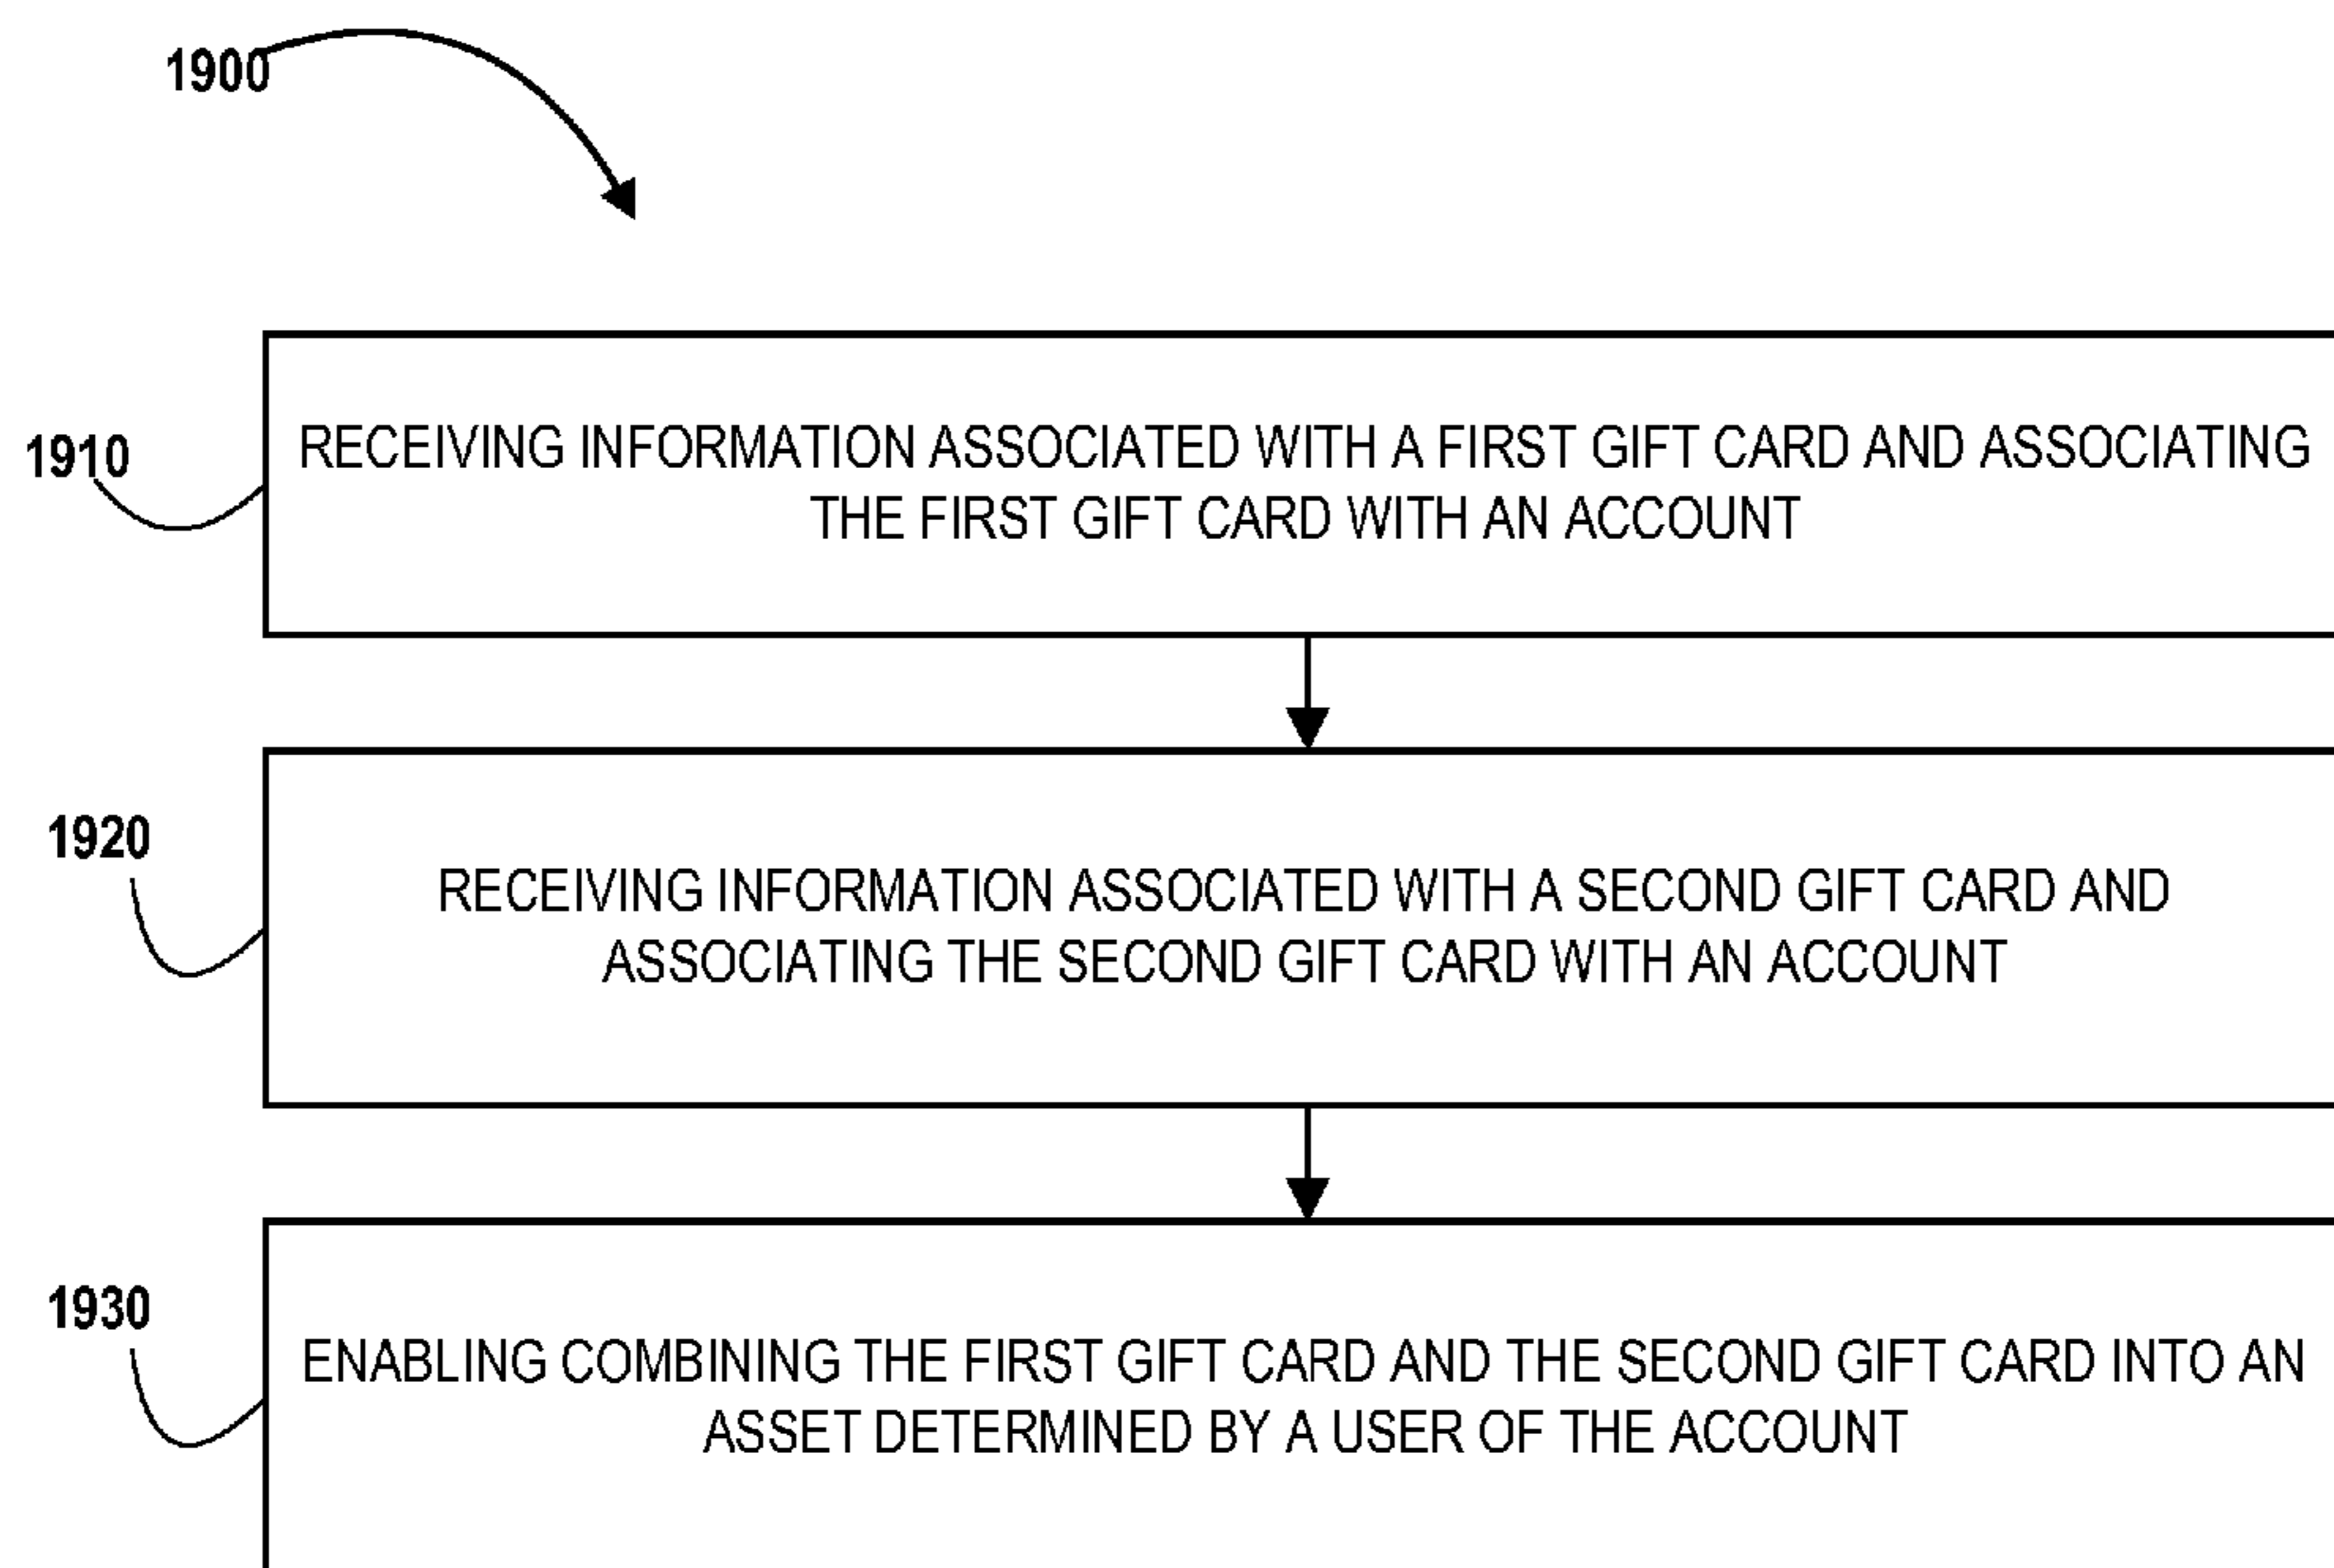 1900
1910
RECEIVING INFORMATION ASSOCIATED WITH A FIRST GIFT CARD AND ASSOCIATING
THE FIRST GIFT CARD WITH AN ACCOUNT
1920
RECEIVING INFORMATION ASSOCIATED WITH A SECOND GIFT CARD AND
ASSOCIATING THE SECOND GIFT CARD WITH AN ACCOUNT
1930
ENABLING COMBINING THE FIRST GIFT CARD AND THE SECOND GIFT CARD INTO AN
ASSET DETERMINED BY A USER OF THE ACCOUNT